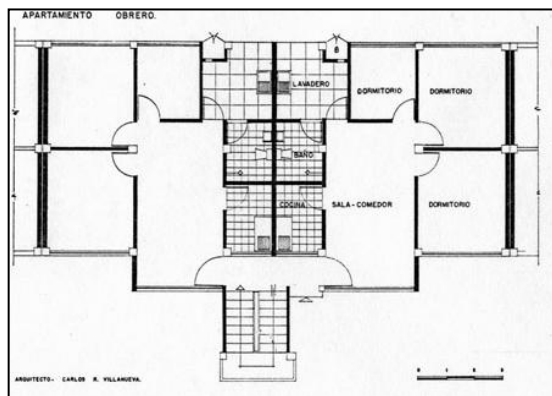 APARTAMENTO OBRERO.
B
LAVADERO
DORMITORIO
DORMITORIO
BAÑO
COCINA
SALA-COMEDOR
DORMITORIO
ARQUITECTO- CARLOS R. VILLANUEVA.